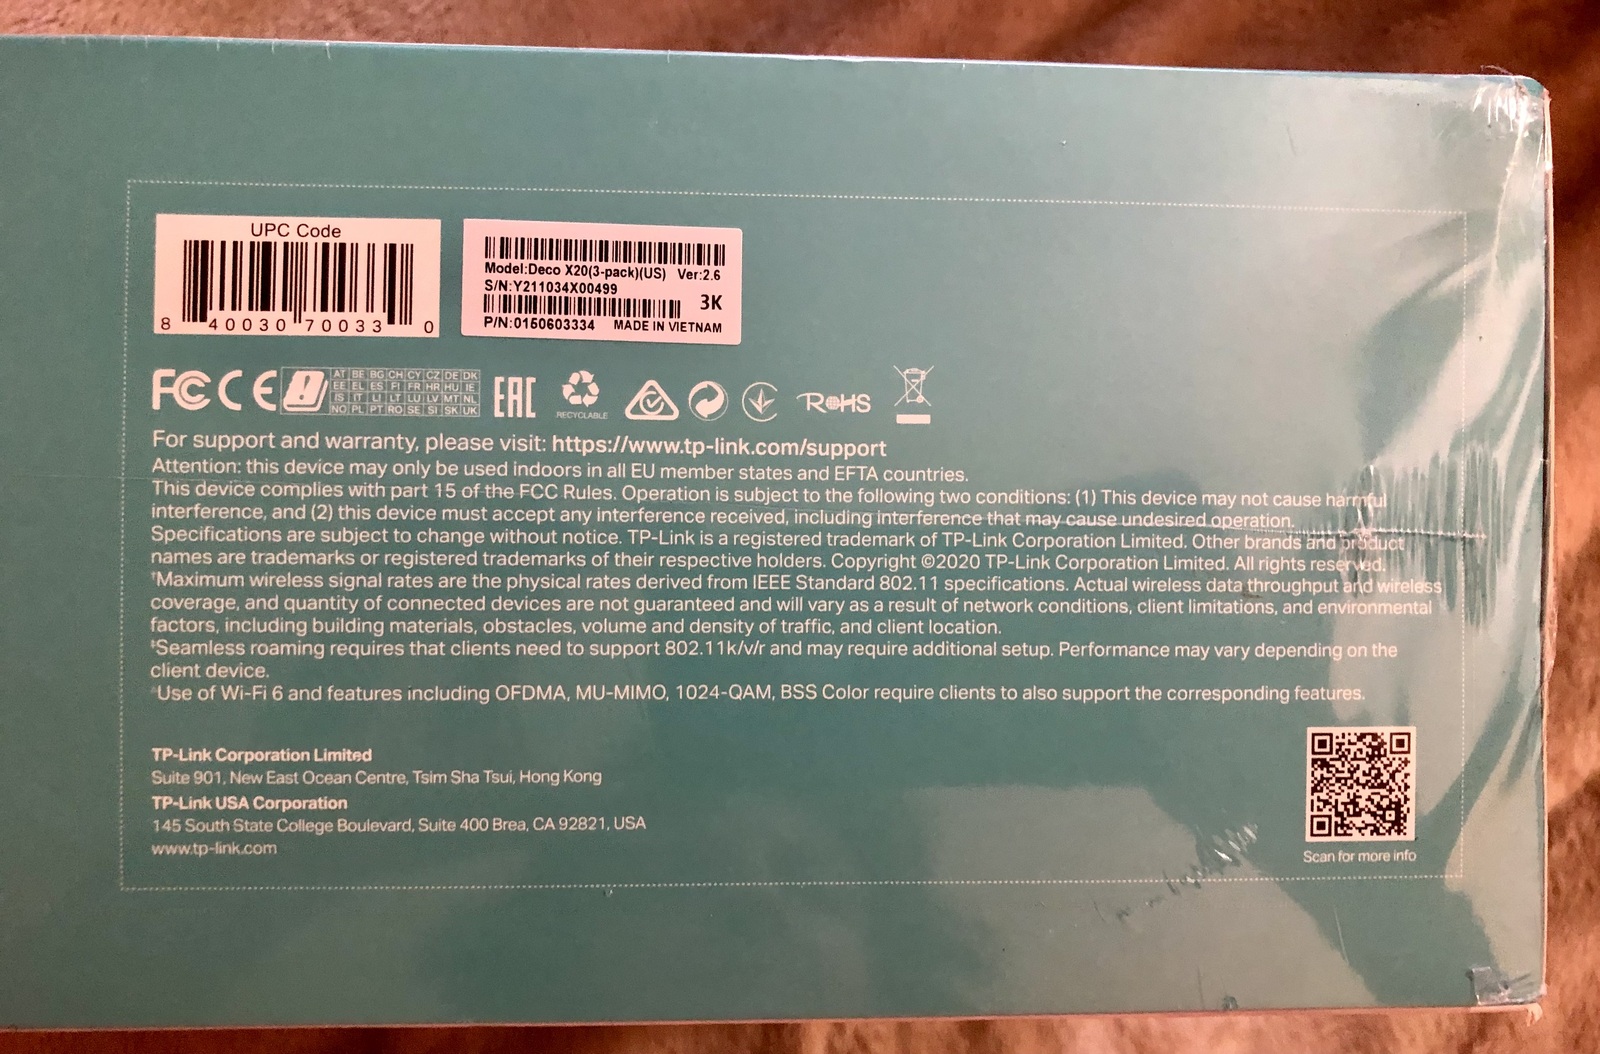 UPC Code
8 40030 70033 0
Model:Deco X20(3-pack)(US) Ver:2.6
S/N:Y211034X00499
3K
P/N:0150603334 MADE IN VIETNAM
FC CE
AT BE BG CH CY CZ DE DK
EE EL ES FI FR HR HU IE
IS IT LI LT LU LV MT NL
NO PL PT RO SE SI SK UK
EAC
RECYCLABLE
RoHS
For support and warranty, please visit: https://www.tp-link.com/support
Attention: this device may only be used indoors in all EU member states and EFTA countries.
This device complies with part 15 of the FCC Rules. Operation is subject to the following two conditions: (1) This device may not cause harmful
interference, and (2) this device must accept any interference received, including interference that may cause undesired operation.
Specifications are subject to change without notice. TP-Link is a registered trademark of TP-Link Corporation Limited. Other brands and product
names are trademarks or registered trademarks of their respective holders. Copyright ©2020 TP-Link Corporation Limited. All rights reserved.
†Maximum wireless signal rates are the physical rates derived from IEEE Standard 802.11 specifications. Actual wireless data throughput and wireless
coverage, and quantity of connected devices are not guaranteed and will vary as a result of network conditions, client limitations, and environmental
factors, including building materials, obstacles, volume and density of traffic, and client location.
‡Seamless roaming requires that clients need to support 802.11k/v/r and may require additional setup. Performance may vary depending on the
client device.
Use of Wi-Fi 6 and features including OFDMA, MU-MIMO, 1024-QAM, BSS Color require clients to also support the corresponding features.
TP-Link Corporation Limited
Suite 901, New East Ocean Centre, Tsim Sha Tsui, Hong Kong
TP-Link USA Corporation
145 South State College Boulevard, Suite 400 Brea, CA 92821, USA
www.tp-link.com
Scan for more info